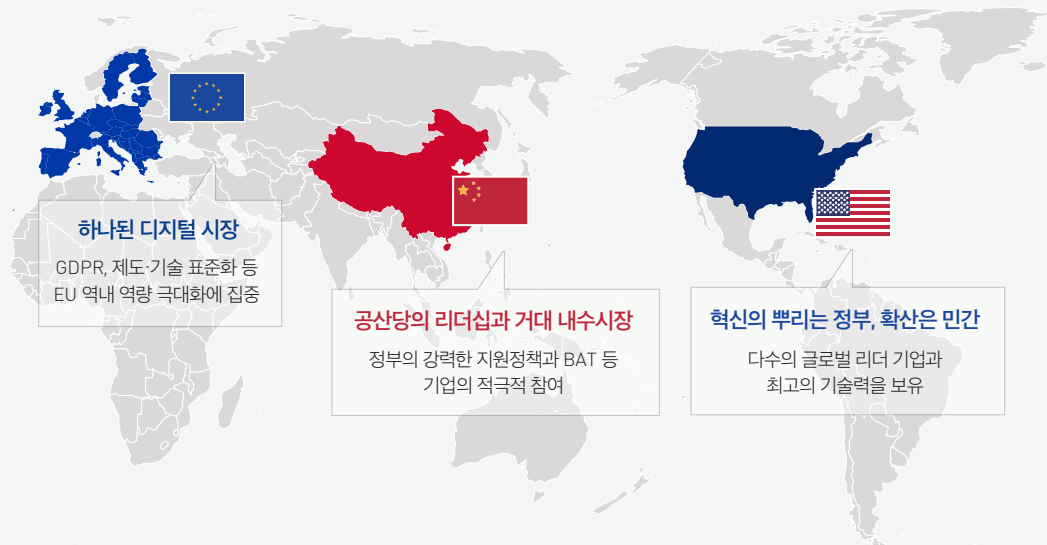 하나된 디지털 시장
GDPR, 제도·기술 표준화 등
EU 역내 역량 극대화에 집중
공산당의 리더십과 거대 내수시장
정부의 강력한 지원정책과 BAT 등
기업의 적극적 참여
혁신의 뿌리는 정부, 확산은 민간
다수의 글로벌 리더 기업과
최고의 기술력을 보유